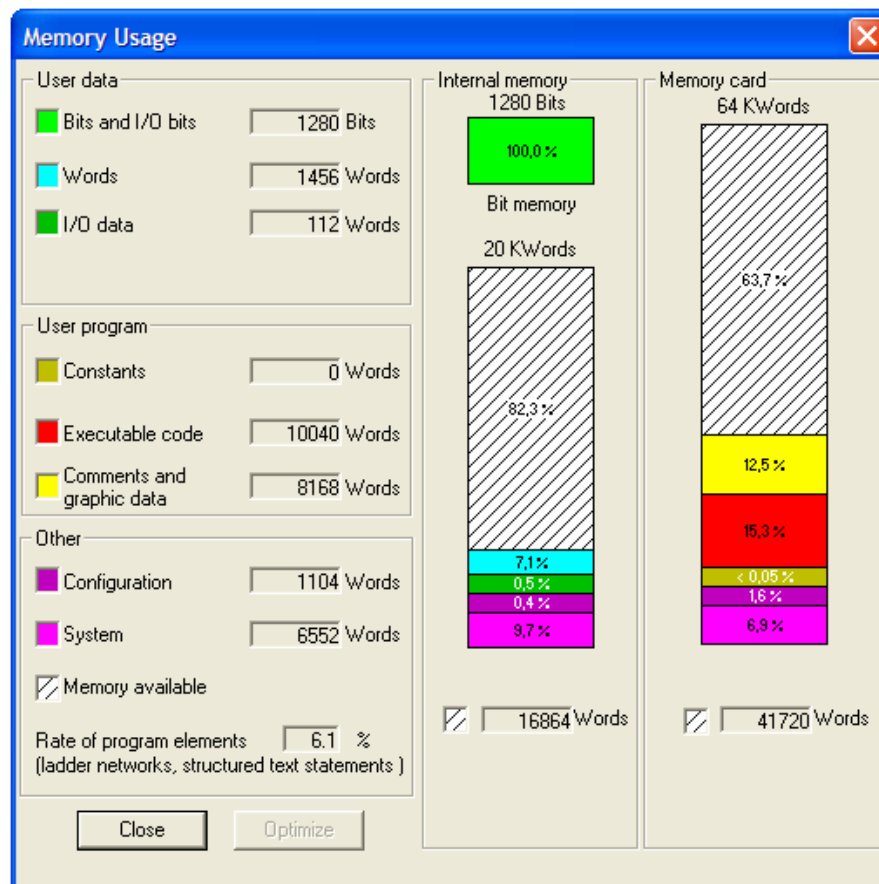 Memory Usage
User data
Bits and I/O bits 1280 Bits
Words 1456 Words
I/O data 112 Words
User program
Constants 0 Words
Executable code 10040 Words
Comments and
graphic data 8168 Words
Other
Configuration 1104 Words
System 6552 Words
Memory available
Rate of program elements 6.1 %
(ladder networks, structured text statements )
Close
Optimize
Internal memory
1280 Bits
100,0 %
Bit memory
20 KWords
82,3 %
7,1 %
0,5 %
0,4 %
9,7 %
16864 Words
Memory card
64 KWords
63,7 %
12,5 %
15,3 %
< 0,05 %
1,6 %
6,9 %
41720 Words